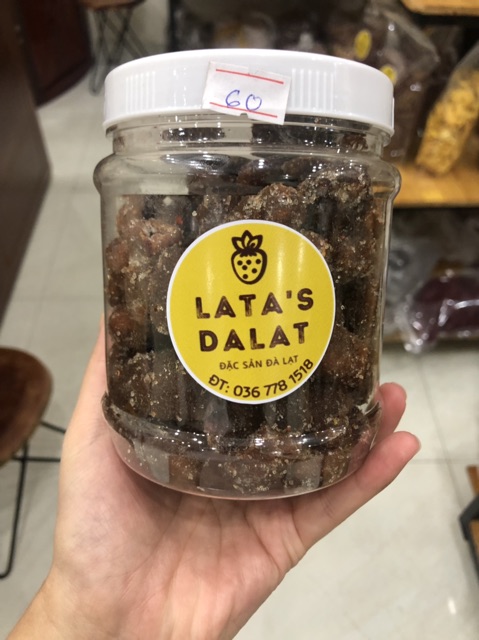 60
LATA'S
DALAT
ĐẶC SẢN ĐÀ LẠT
ĐT: 036 778 1518